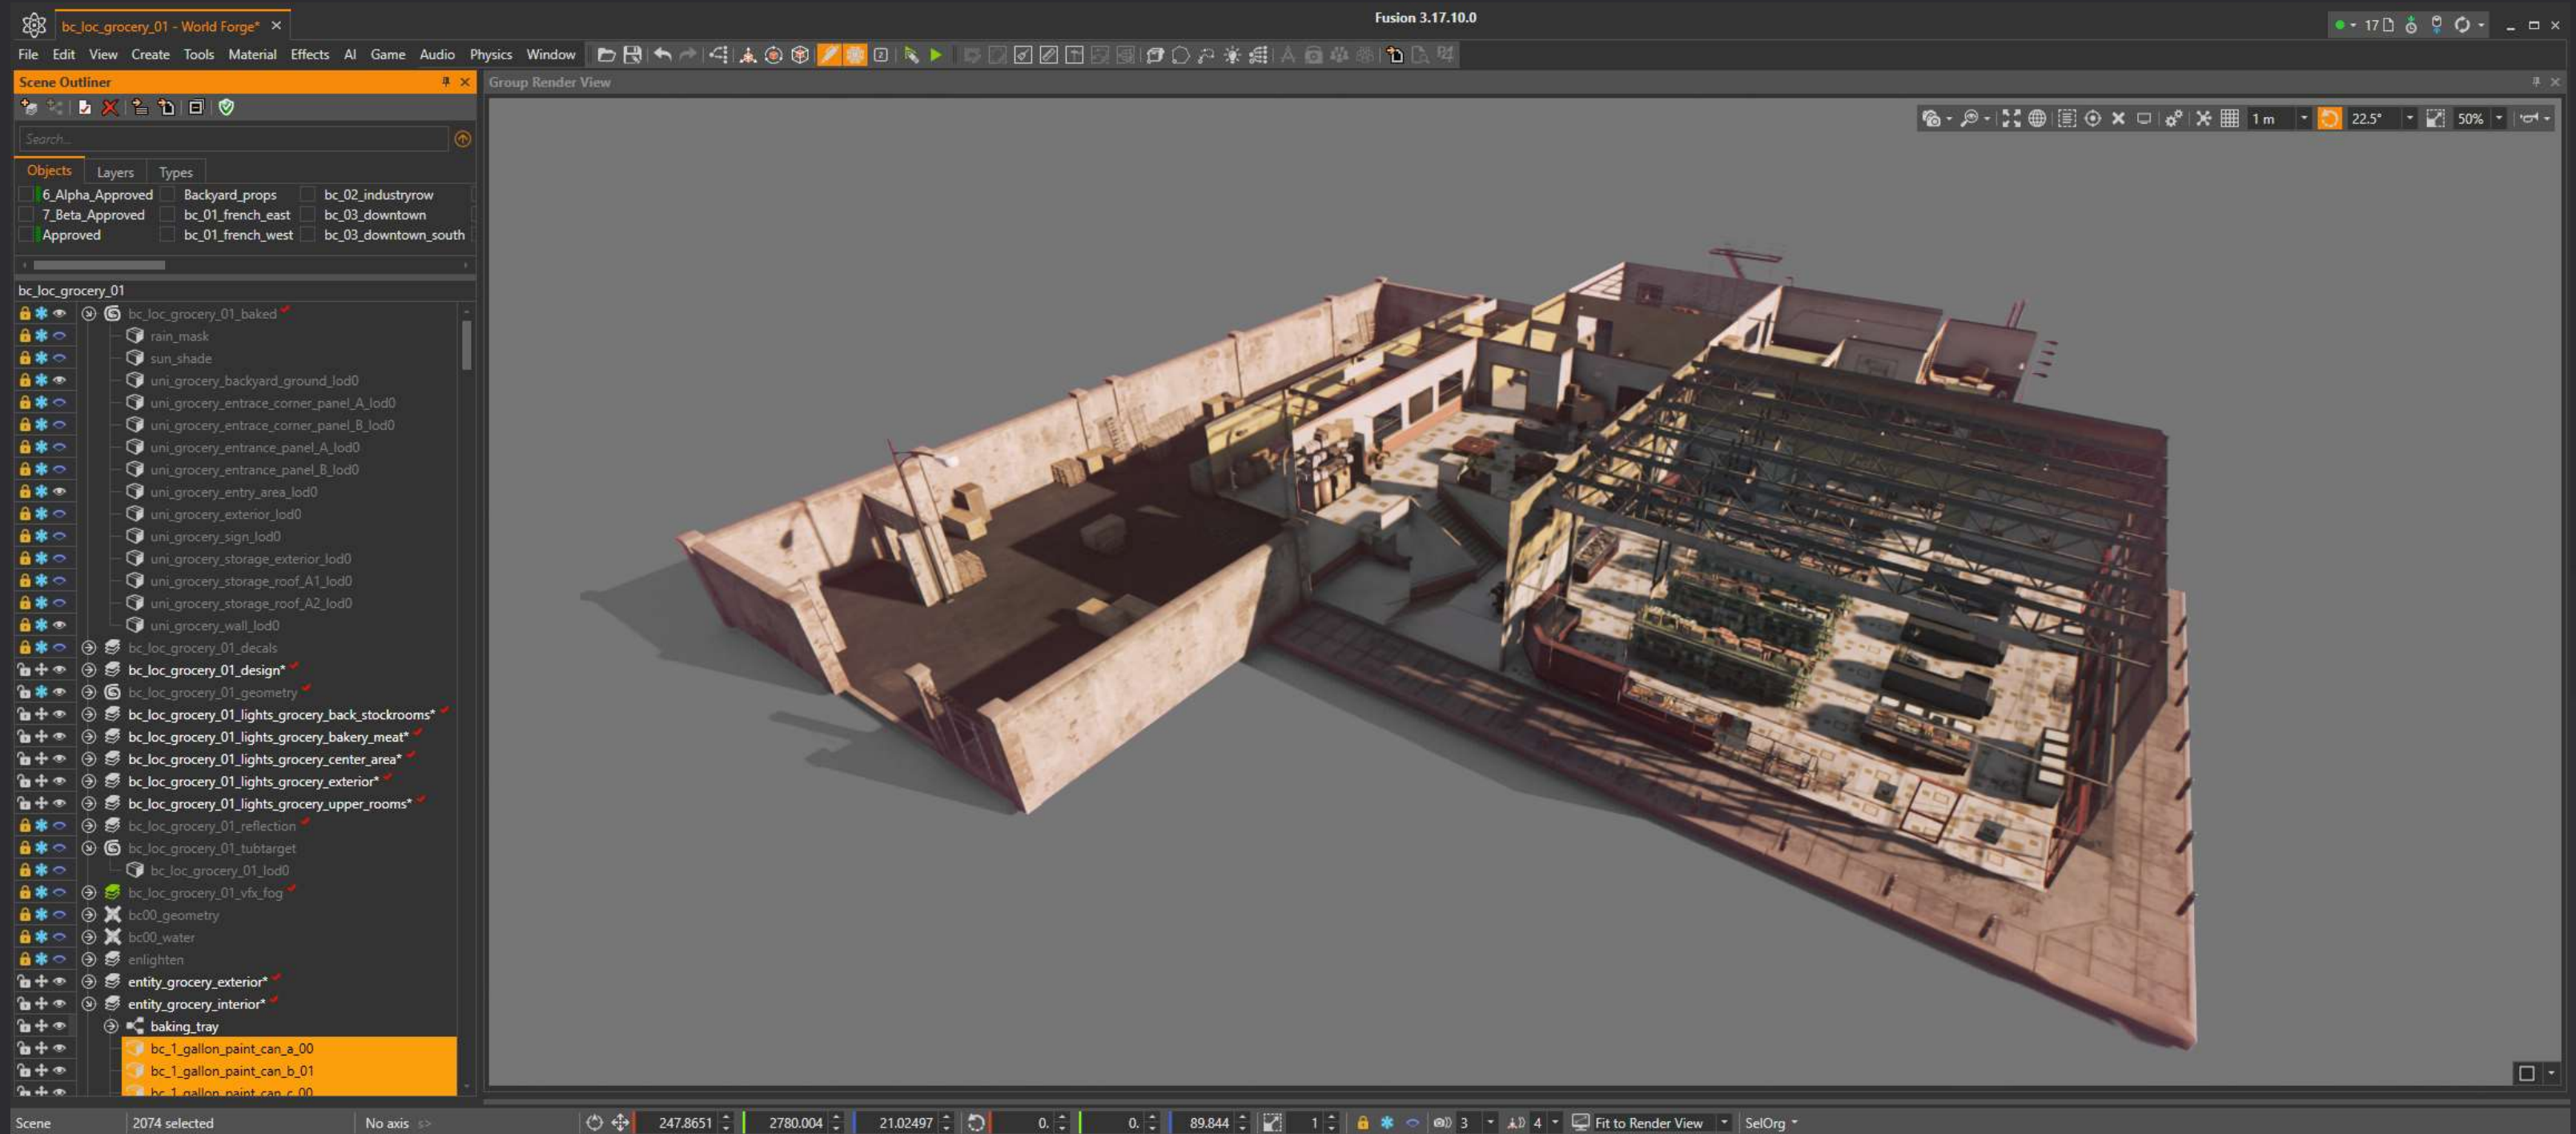 Fusion 3.17.10.0
bc_loc_grocery_01 - World Forge* ×
17
File Edit View Create Tools Material Effects AI Game Audio Physics Window
Scene Outliner
Group Render View
1 m 22.5° 50%
Search...
Objects Layers Types
6_Alpha_Approved Backyard_props bc_02_industryrow
7_Beta_Approved bc_01_french_east bc_03_downtown
Approved bc_01_french_west bc_03_downtown_south
bc_loc_grocery_01
bc_loc_grocery_01_baked
rain_mask
sun_shade
uni_grocery_backyard_ground_lod0
uni_grocery_entrace_corner_panel_A_lod0
uni_grocery_entrace_corner_panel_B_lod0
uni_grocery_entrance_panel_A_lod0
uni_grocery_entrance_panel_B_lod0
uni_grocery_entry_area_lod0
uni_grocery_exterior_lod0
uni_grocery_sign_lod0
uni_grocery_storage_exterior_lod0
uni_grocery_storage_roof_A1_lod0
uni_grocery_storage_roof_A2_lod0
uni_grocery_wall_lod0
bc_loc_grocery_01_decals
bc_loc_grocery_01_design*
bc_loc_grocery_01_geometry
bc_loc_grocery_01_lights_grocery_back_stockrooms*
bc_loc_grocery_01_lights_grocery_bakery_meat*
bc_loc_grocery_01_lights_grocery_center_area*
bc_loc_grocery_01_lights_grocery_exterior*
bc_loc_grocery_01_lights_grocery_upper_rooms*
bc_loc_grocery_01_reflection
bc_loc_grocery_01_tubtarget
bc_loc_grocery_01_lod0
bc_loc_grocery_01_vfx_fog
bc00_geometry
bc00_water
enlighten
entity_grocery_exterior*
entity_grocery_interior*
baking_tray
bc_1_gallon_paint_can_a_00
bc_1_gallon_paint_can_b_01
bc_1_gallon_paint_can_c_00
Scene 2074 selected No axis s> 247.8651 2780.004 21.02497 0. 0. 89.844 1 3 4 Fit to Render View SelOrg